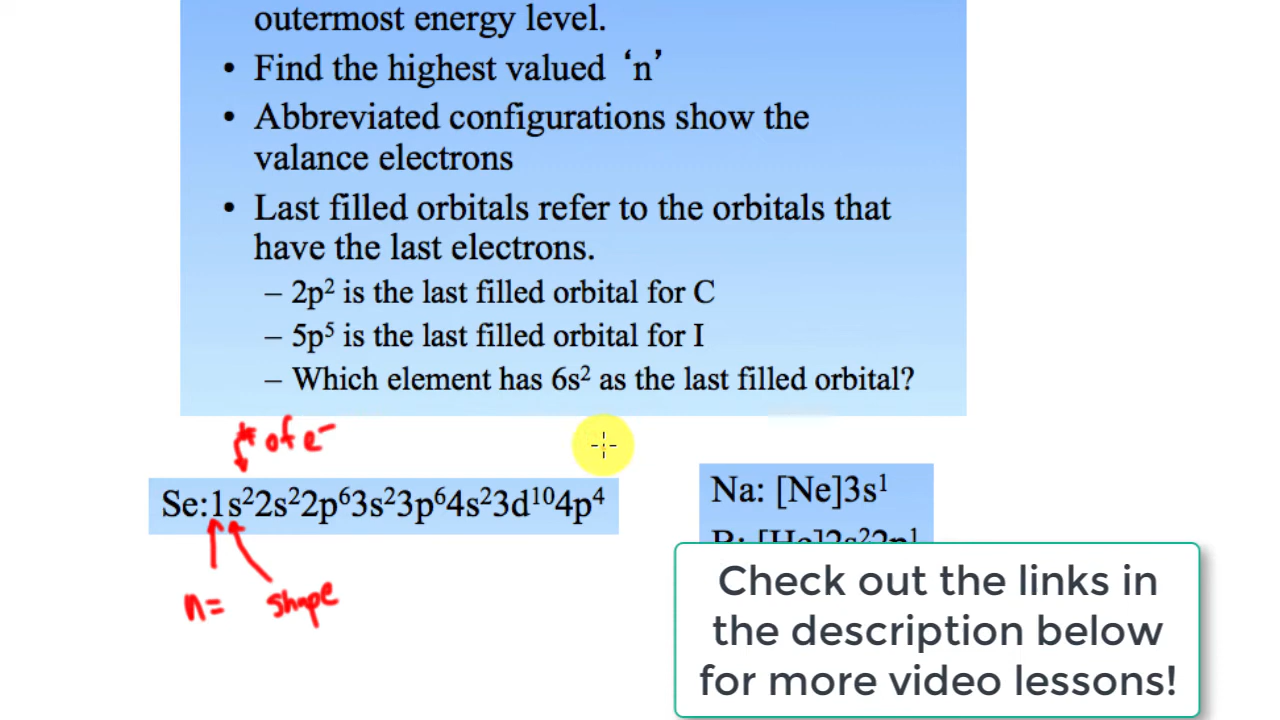 outermost energy level.
• Find the highest valued ‘n’
• Abbreviated configurations show the
valance electrons
• Last filled orbitals refer to the orbitals that
have the last electrons.
– 2p² is the last filled orbital for C
– 5p⁵ is the last filled orbital for I
– Which element has 6s² as the last filled orbital?
# of e⁻
Se:1s²2s²2p⁶3s²3p⁶4s²3d¹⁰4p⁴
n= shape
Na: [Ne]3s¹
B: [He]2s²2p¹
Check out the links in
the description below
for more video lessons!